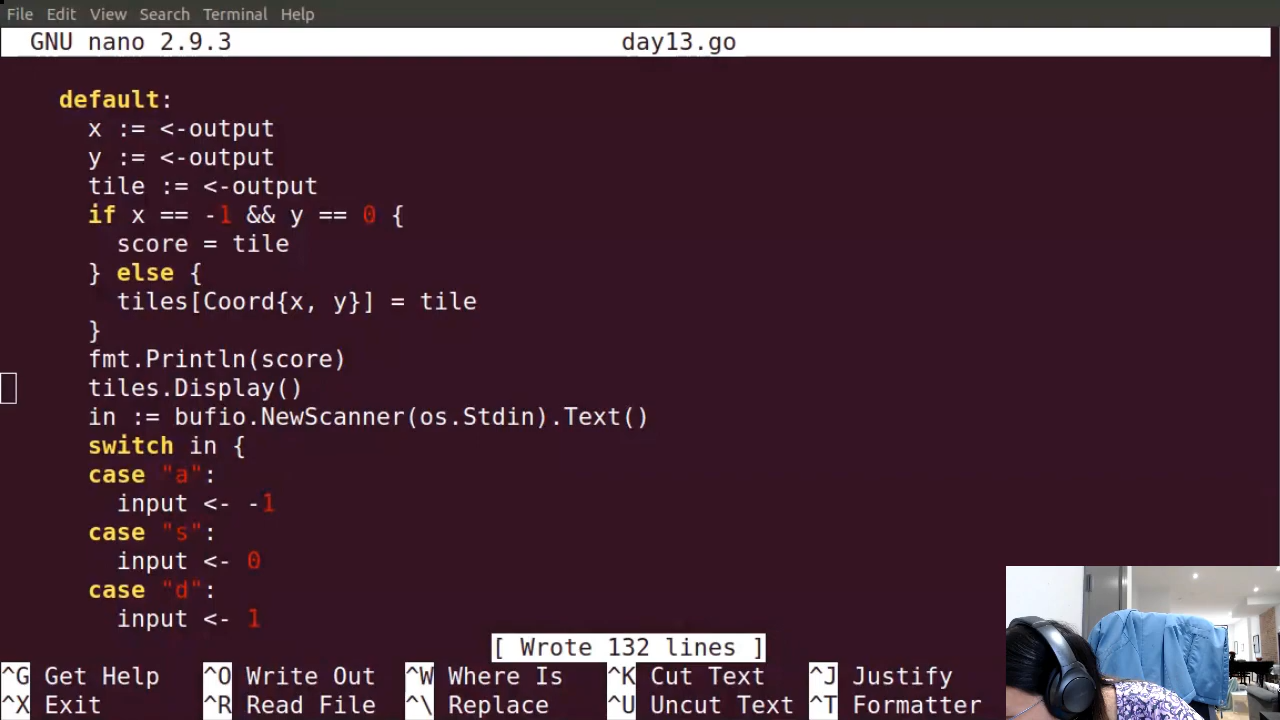 File Edit View Search Terminal Help
GNU nano 2.9.3 day13.go
default:
x := <-output
y := <-output
tile := <-output
if x == -1 && y == 0 {
score = tile
} else {
tiles[Coord{x, y}] = tile
}
fmt.Println(score)
tiles.Display()
in := bufio.NewScanner(os.Stdin).Text()
switch in {
case "a":
input <- -1
case "s":
input <- 0
case "d":
input <- 1
[ Wrote 132 lines ]
^G Get Help ^O Write Out ^W Where Is ^K Cut Text ^J Justify
^X Exit ^R Read File ^\ Replace ^U Uncut Text ^T Formatter